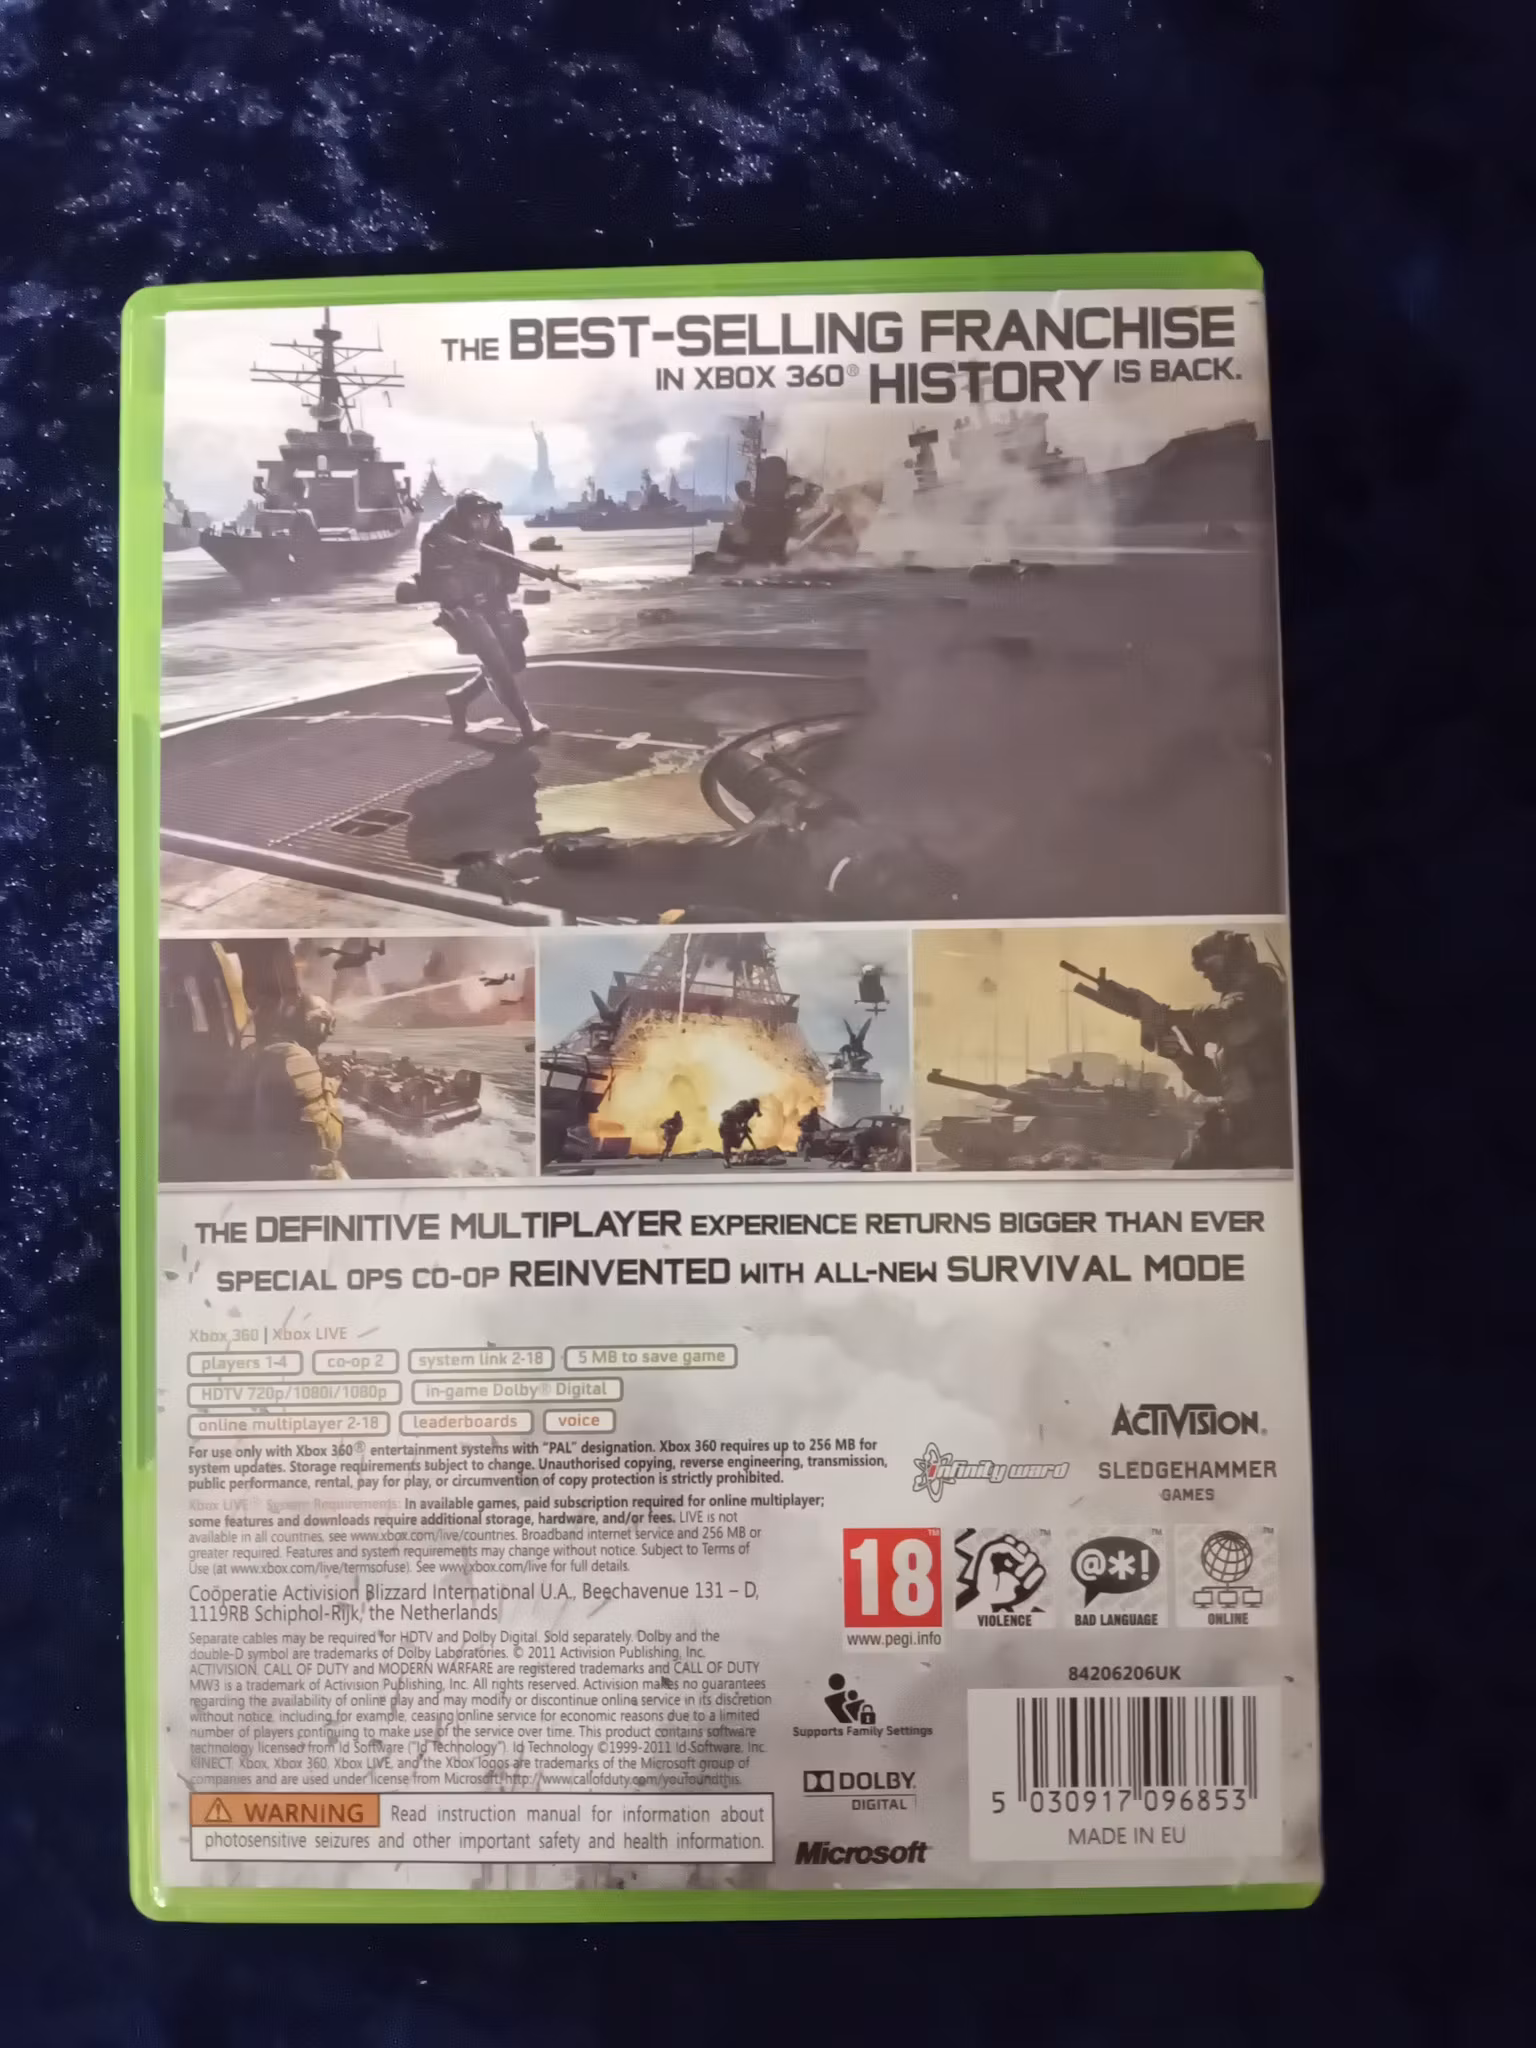 THE BEST-SELLING FRANCHISE
IN XBOX 360® HISTORY IS BACK.
THE DEFINITIVE MULTIPLAYER EXPERIENCE RETURNS BIGGER THAN EVER
SPECIAL OPS CO-OP REINVENTED WITH ALL-NEW SURVIVAL MODE
Xbox 360 | Xbox LIVE
players 1-4 co-op 2 system link 2-18 5 MB to save game
HDTV 720p/1080i/1080p in-game Dolby® Digital
online multiplayer 2-18 leaderboards voice
For use only with Xbox 360® entertainment systems with "PAL" designation. Xbox 360 requires up to 256 MB for
system updates. Storage requirements subject to change. Unauthorised copying, reverse engineering, transmission,
public performance, rental, pay for play, or circumvention of copy protection is strictly prohibited.
Xbox LIVE® System Requirements: In available games, paid subscription required for online multiplayer;
some features and downloads require additional storage, hardware, and/or fees. LIVE is not
available in all countries, see www.xbox.com/live/countries. Broadband internet service and 256 MB or
greater required. Features and system requirements may change without notice. Subject to Terms of
Use (at www.xbox.com/live/termsofuse). See www.xbox.com/live for full details.
Coöperatie Activision Blizzard International U.A., Beechavenue 131 – D,
1119RB Schiphol-Rijk, the Netherlands
Separate cables may be required for HDTV and Dolby Digital. Sold separately. Dolby and the
double-D symbol are trademarks of Dolby Laboratories. © 2011 Activision Publishing, Inc.
ACTIVISION, CALL OF DUTY and MODERN WARFARE are registered trademarks and CALL OF DUTY
MW3 is a trademark of Activision Publishing, Inc. All rights reserved. Activision makes no guarantees
regarding the availability of online play and may modify or discontinue online service in its discretion
without notice, including for example, ceasing online service for economic reasons due to a limited
number of players continuing to make use of the service over time. This product contains software
technology licensed from Id Software ("Id Technology"). Id Technology ©1999-2011 Id Software, Inc.
KINECT, Xbox, Xbox 360, Xbox LIVE, and the Xbox logos are trademarks of the Microsoft group of
companies and are used under license from Microsoft. http://www.callofduty.com/youfoundthis.
WARNING Read instruction manual for information about
photosensitive seizures and other important safety and health information.
ACTIVISION.
infinity ward
SLEDGEHAMMER
GAMES
18™
www.pegi.info
™
VIOLENCE
@*!™
BAD LANGUAGE
™
ONLINE
Supports Family Settings
DOLBY
DIGITAL
Microsoft
84206206UK
5 030917 096853
MADE IN EU